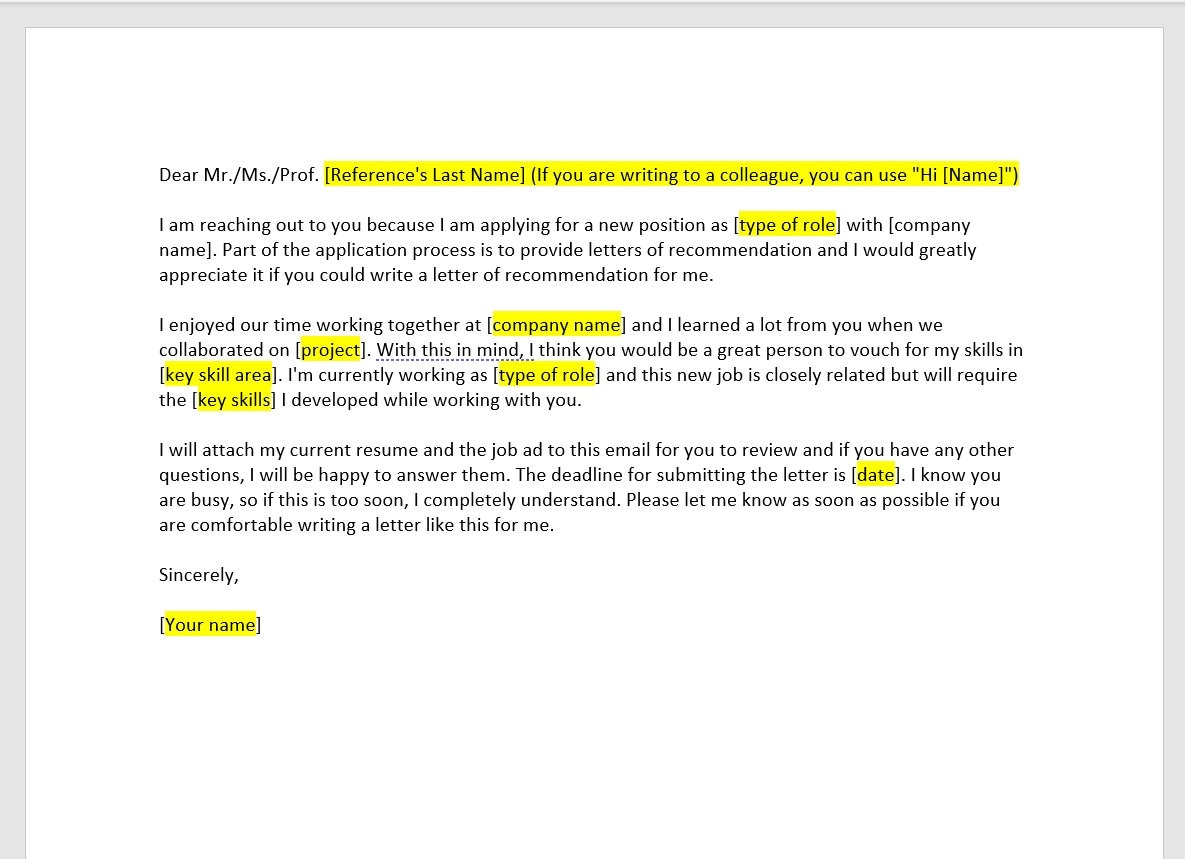 Dear Mr./Ms./Prof. [Reference's Last Name] (If you are writing to a colleague, you can use "Hi [Name]")
I am reaching out to you because I am applying for a new position as [type of role] with [company
name]. Part of the application process is to provide letters of recommendation and I would greatly
appreciate it if you could write a letter of recommendation for me.
I enjoyed our time working together at [company name] and I learned a lot from you when we
collaborated on [project]. With this in mind, I think you would be a great person to vouch for my skills in
[key skill area]. I'm currently working as [type of role] and this new job is closely related but will require
the [key skills] I developed while working with you.
I will attach my current resume and the job ad to this email for you to review and if you have any other
questions, I will be happy to answer them. The deadline for submitting the letter is [date]. I know you
are busy, so if this is too soon, I completely understand. Please let me know as soon as possible if you
are comfortable writing a letter like this for me.
Sincerely,
[Your name]